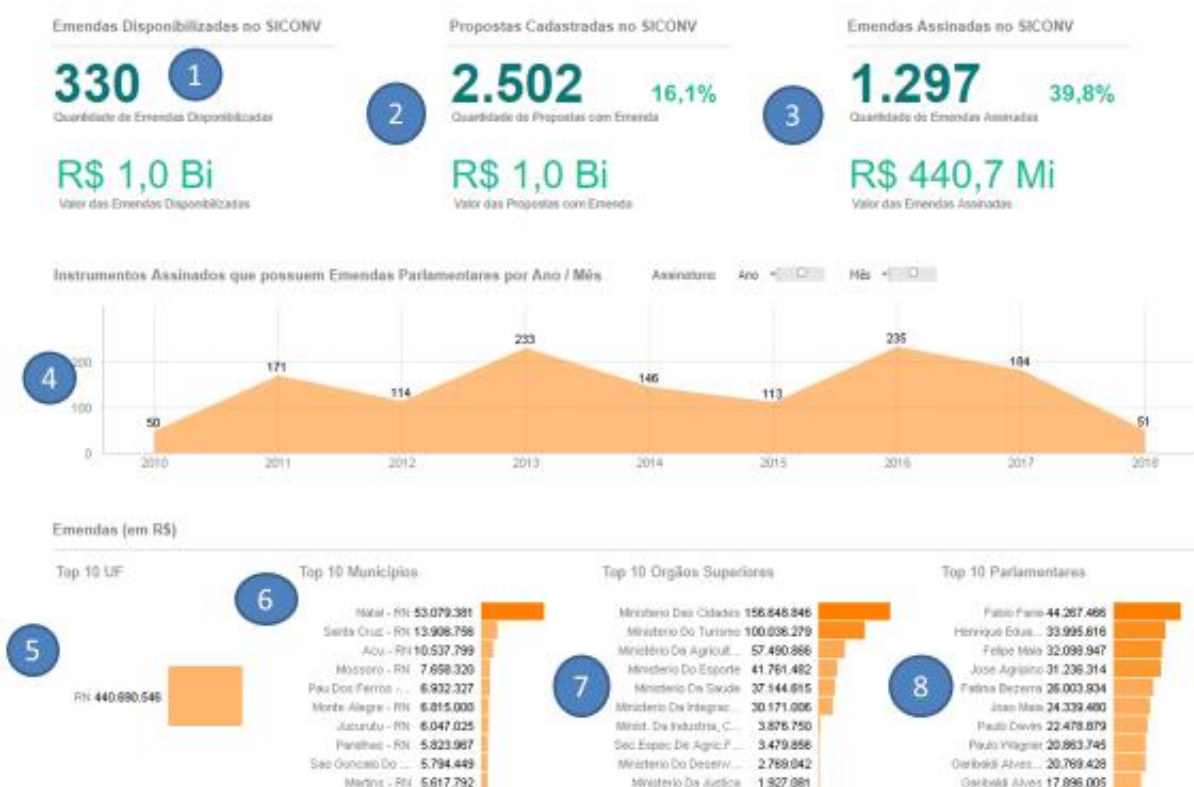 Emendas Disponibilizadas no SICONV
Propostas Cadastradas no SICONV
Emendas Assinadas no SICONV
330
1
2
2.502
16,1%
3
1.297
39,8%
Quantidade de Emendas Disponibilizadas
Quantidade de Propostas com Emenda
Quantidade de Emendas Assinadas
R$ 1,0 Bi
R$ 1,0 Bi
R$ 440,7 Mi
Valor das Emendas Disponibilizadas
Valor das Propostas com Emenda
Valor das Emendas Assinadas
Instrumentos Assinados que possuem Emendas Parlamentares por Ano / Mês
Assinatura: Ano Mês
4
200
100
0
50
171
114
233
146
113
235
184
51
2010
2011
2012
2013
2014
2015
2016
2017
2018
Emendas (em R$)
Top 10 UF
5
RN 440.690.546
Top 10 Municípios
6
Natal - RN 53.079.381
Santa Cruz - RN 13.908.756
Acu - RN 10.537.799
Mossoro - RN 7.658.320
Pau Dos Ferros -... 6.932.327
Monte Alegre - RN 6.815.000
Jucurutu - RN 6.047.025
Parelhas - RN 5.823.967
Sao Goncalo Do ... 5.794.449
Martins - RN 5.617.792
Top 10 Orgãos Superiores
7
Ministerio Das Cidades 156.648.846
Ministerio Do Turismo 100.036.279
Ministério Da Agricult... 57.490.866
Ministerio Do Esporte 41.761.482
Ministerio Da Saude 37.144.615
Ministerio Da Integrac... 30.171.006
Minist. Da Industria, C... 3.876.750
Sec.Espec.De Agric.F... 3.479.856
Ministerio Do Desenv... 2.769.042
Ministerio Da Justica 1.927.081
Top 10 Parlamentares
8
Fabio Faria 44.267.466
Henrique Edua... 33.995.616
Felipe Maia 32.098.947
Jose Agripino 31.236.314
Fatima Bezerra 26.003.934
Joao Maia 24.339.480
Paulo Davim 22.478.879
Paulo Wagner 20.863.745
Garibaldi Alves... 20.769.428
Garibaldi Alves 17.896.005